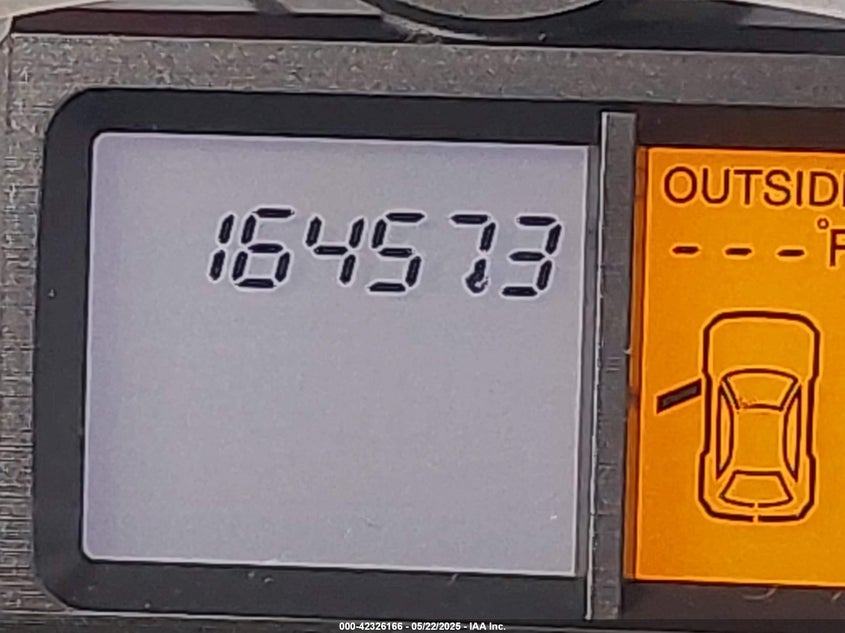 164573
OUTSID
- - - °F
000-42326166 - 05/22/2025 - IAA Inc.